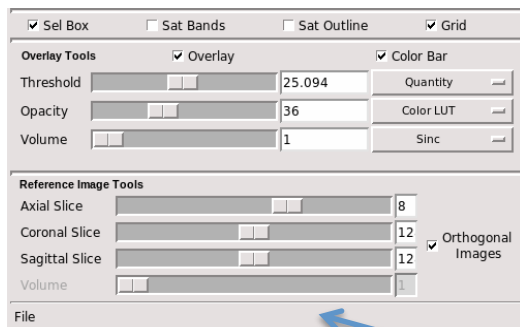 Sel Box Sat Bands Sat Outline Grid
Overlay Tools Overlay Color Bar
Threshold 25.094 Quantity
Opacity 36 Color LUT
Volume 1 Sinc
Reference Image Tools
Axial Slice 8
Coronal Slice 12
Sagittal Slice 12
Orthogonal
Images
Volume 1
File